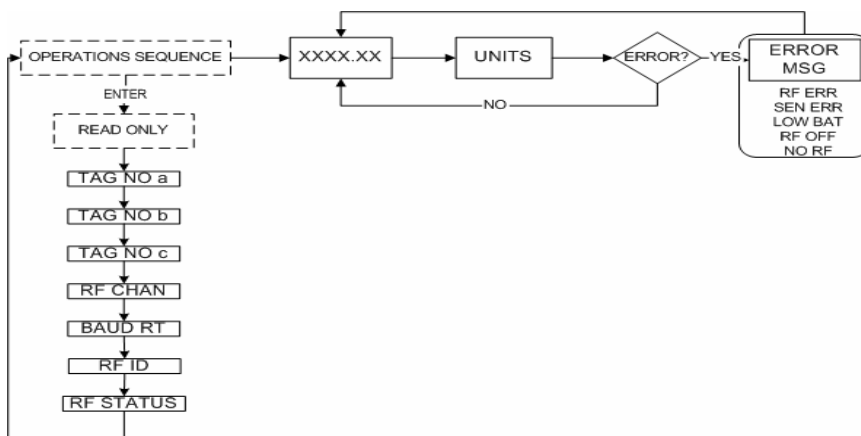 OPERATIONS SEQUENCE
XXXX.XX
UNITS
ERROR?
YES
ERROR
MSG
RF ERR
SEN ERR
LOW BAT
RF OFF
NO RF
NO
ENTER
READ ONLY
TAG NO a
TAG NO b
TAG NO c
RF CHAN
BAUD RT
RF ID
RF STATUS